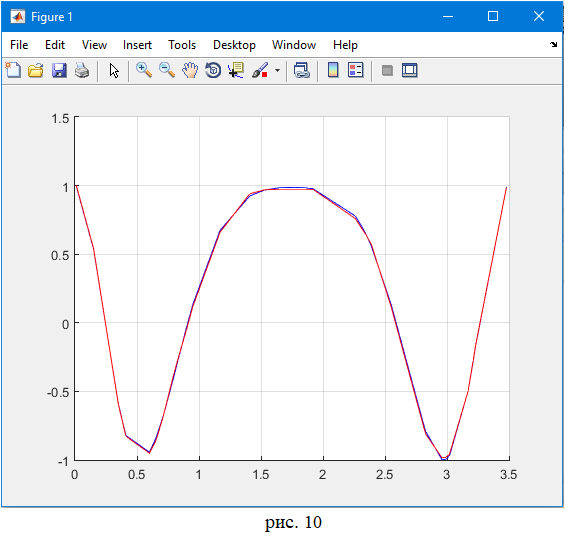 Figure 1
File Edit View Insert Tools Desktop Window Help
1.5
1
0.5
0
-0.5
-1
0 0.5 1 1.5 2 2.5 3 3.5
рис. 10